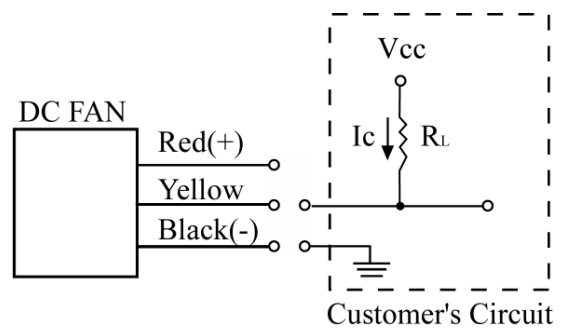 Vcc
DC FAN
Red(+)
Ic
RL
Yellow
Black(-)
Customer's Circuit